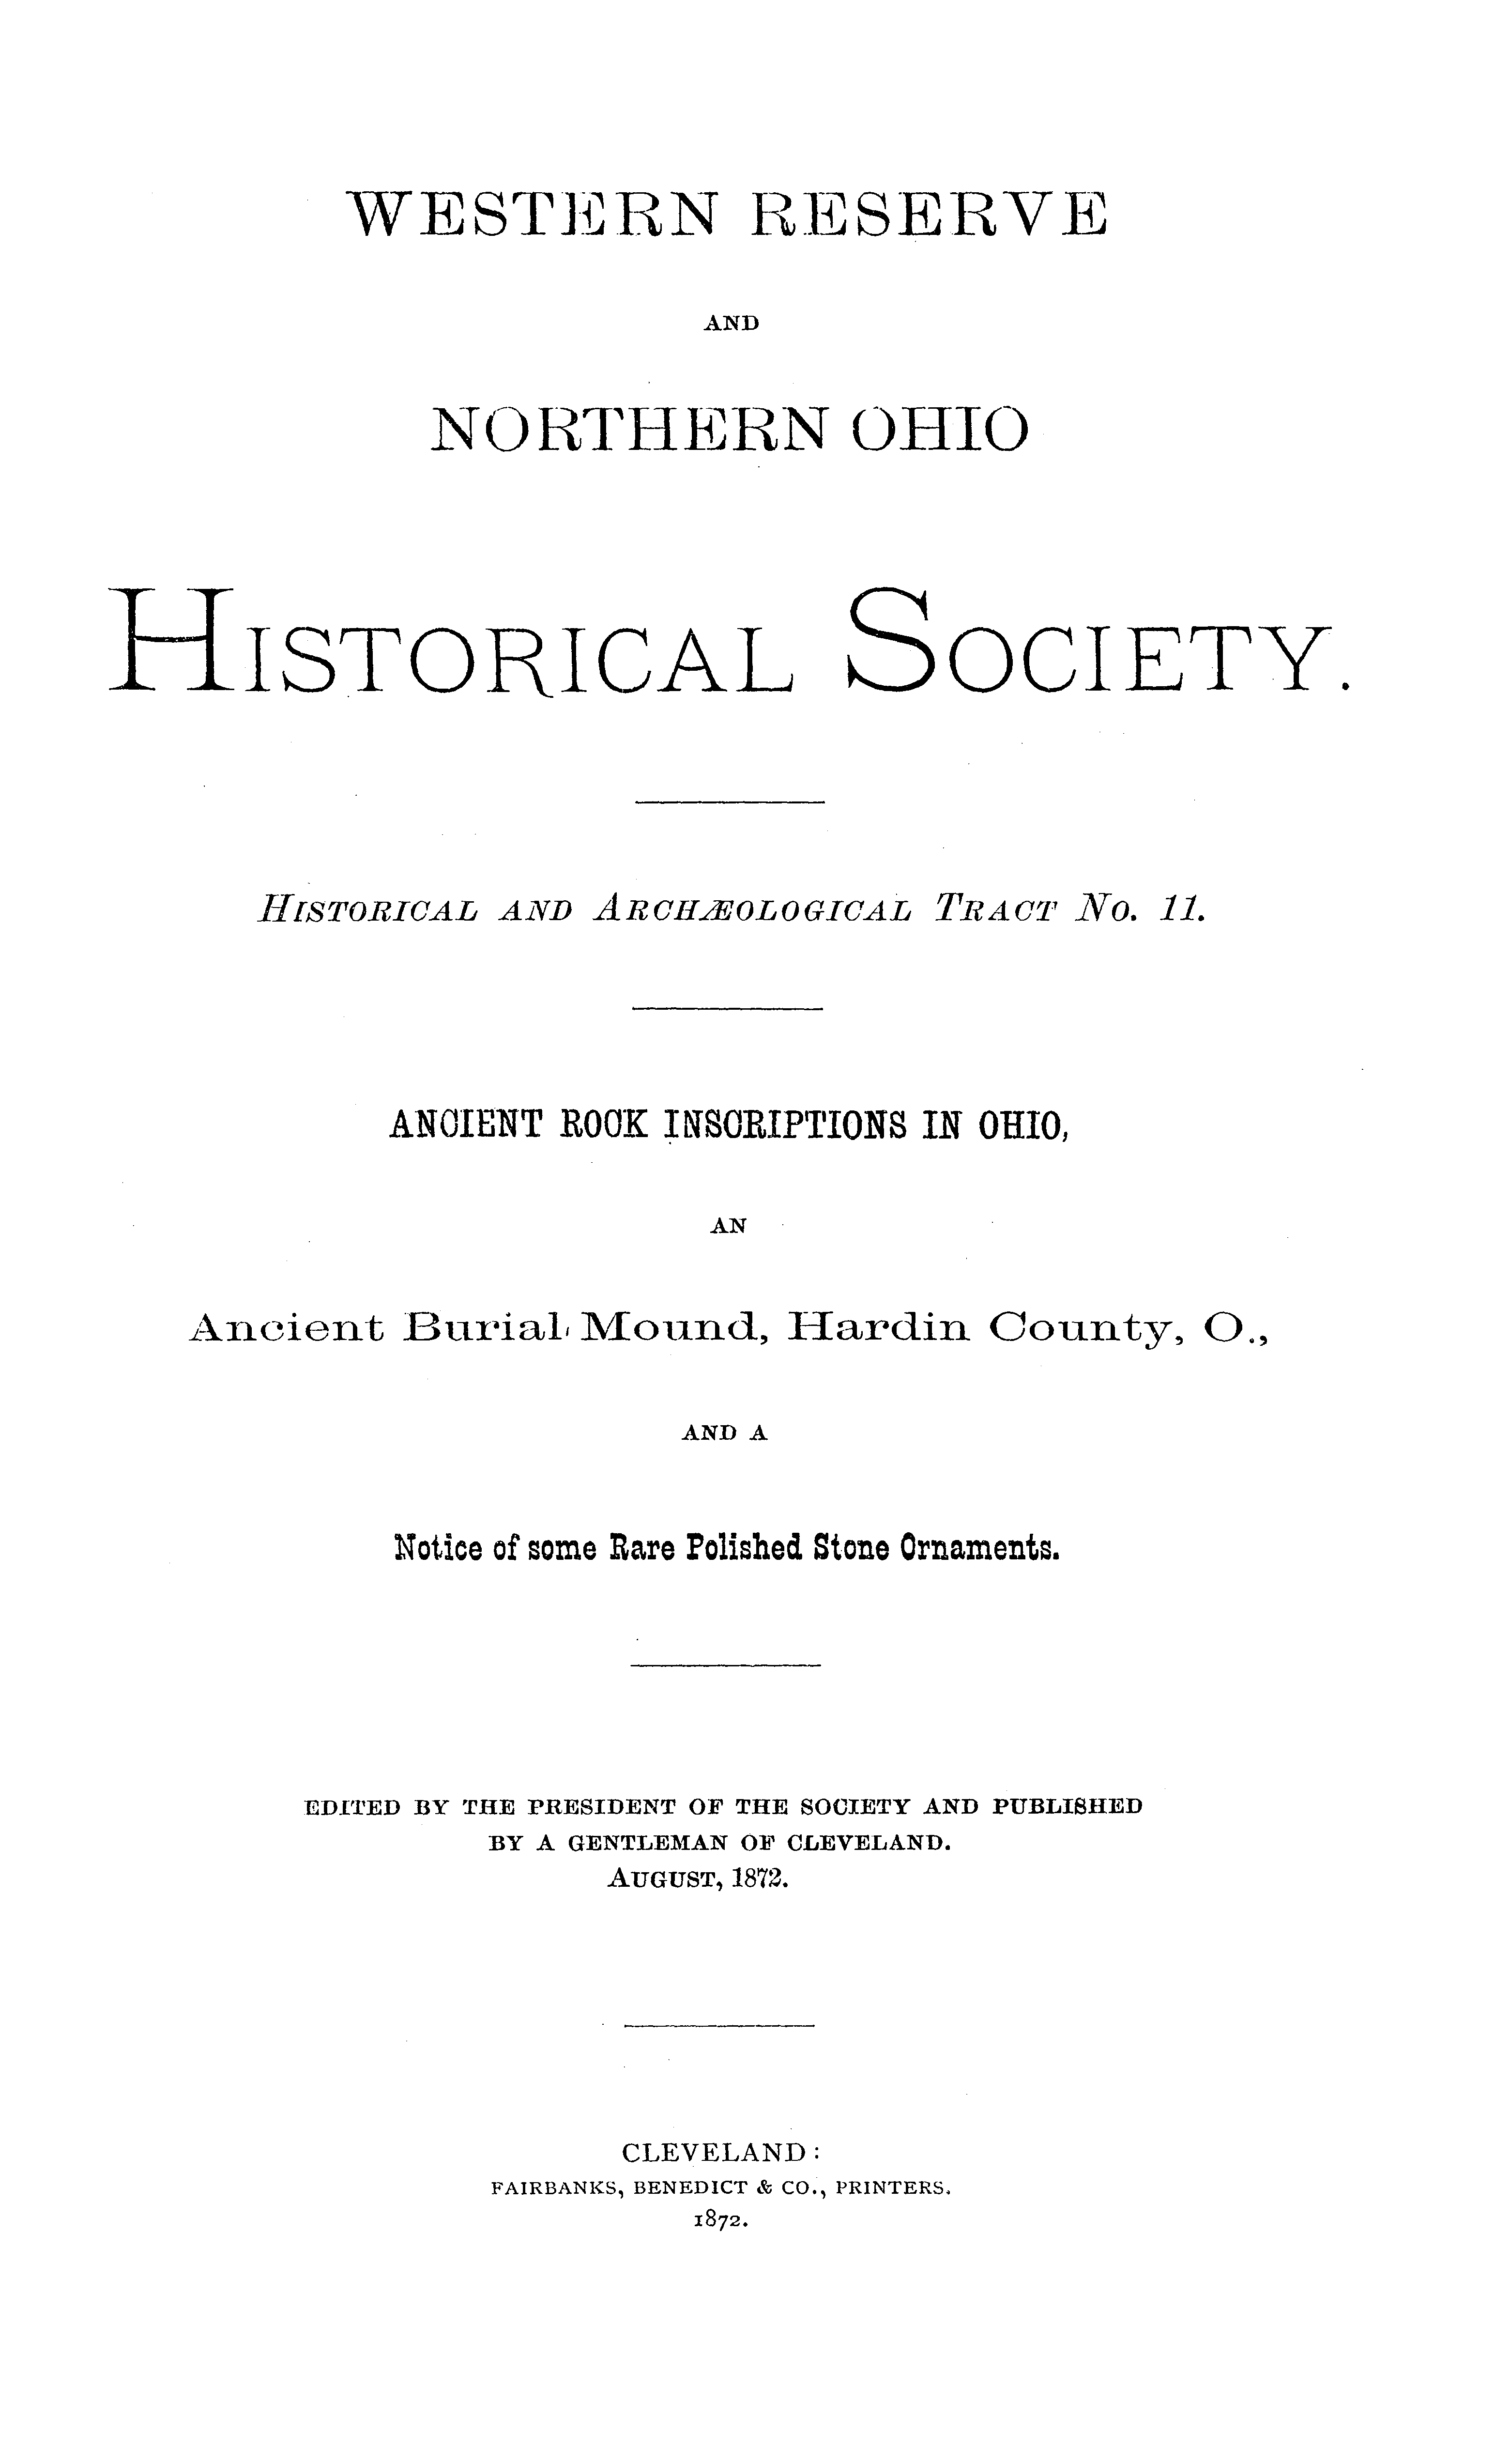 WESTERN RESERVE
AND
NORTHERN OHIO
HISTORICAL SOCIETY.
HISTORICAL AND ARCHÆOLOGICAL TRACT NO. 11.
ANCIENT ROCK INSCRIPTIONS IN OHIO,
AN
Ancient Burial Mound, Hardin County, O.,
AND A
Notice of some Rare Polished Stone Ornaments.
EDITED BY THE PRESIDENT OF THE SOCIETY AND PUBLISHED
BY A GENTLEMAN OF CLEVELAND.
AUGUST, 1872.
CLEVELAND:
FAIRBANKS, BENEDICT & CO., PRINTERS.
1872.